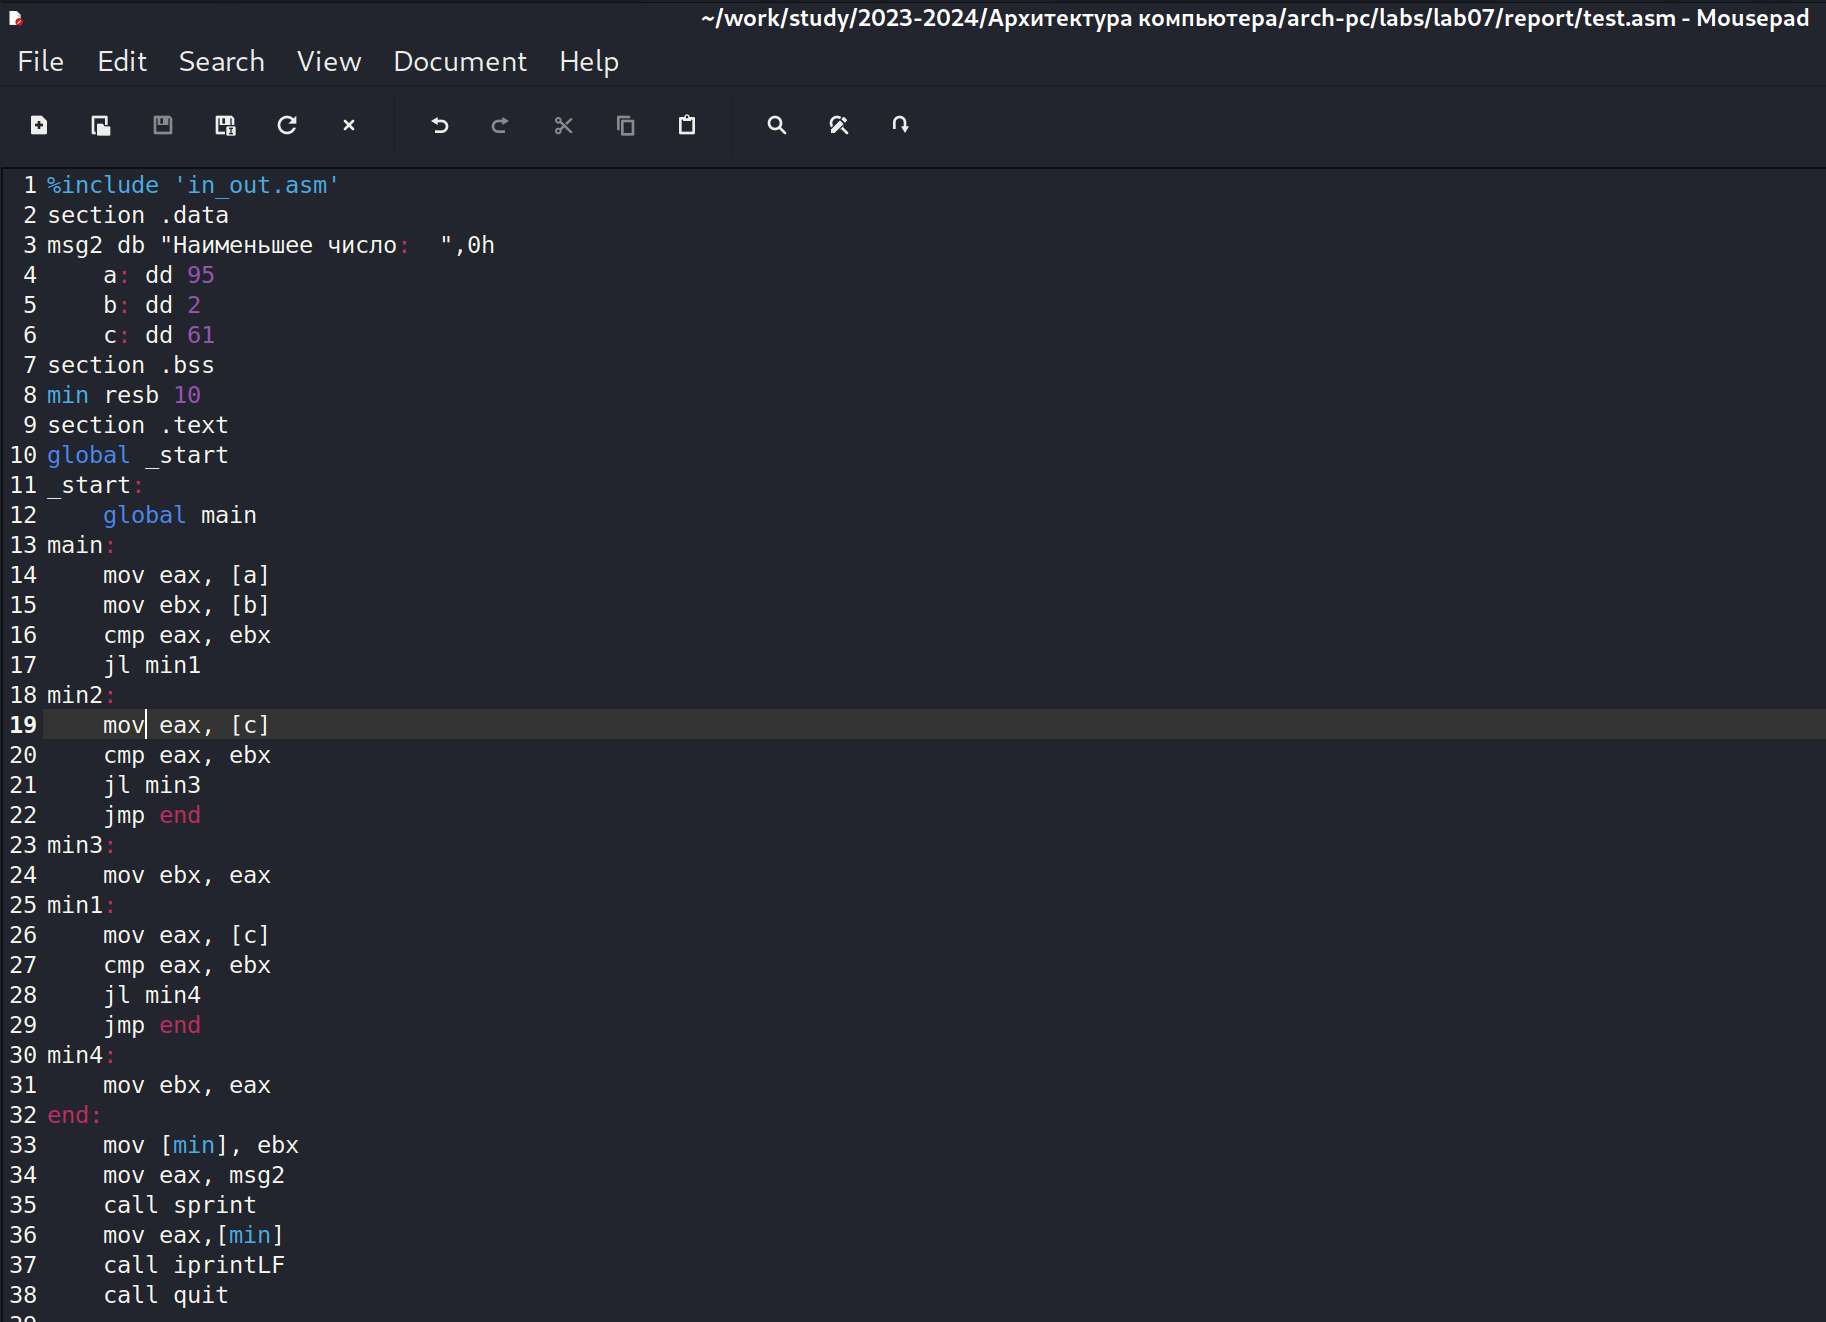 ~/work/study/2023-2024/Архитектура компьютера/arch-pc/labs/lab07/report/test.asm - Mousepad
File Edit Search View Document Help
1 %include 'in_out.asm'
2 section .data
3 msg2 db "Наименьшее число:  ",0h
4     a: dd 95
5     b: dd 2
6     c: dd 61
7 section .bss
8 min resb 10
9 section .text
10 global _start
11 _start:
12     global main
13 main:
14     mov eax, [a]
15     mov ebx, [b]
16     cmp eax, ebx
17     jl min1
18 min2:
19     mov eax, [c]
20     cmp eax, ebx
21     jl min3
22     jmp end
23 min3:
24     mov ebx, eax
25 min1:
26     mov eax, [c]
27     cmp eax, ebx
28     jl min4
29     jmp end
30 min4:
31     mov ebx, eax
32 end:
33     mov [min], ebx
34     mov eax, msg2
35     call sprint
36     mov eax,[min]
37     call iprintLF
38     call quit